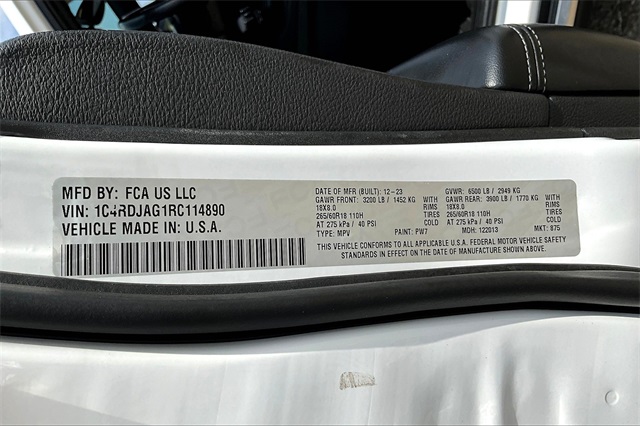 MFD BY: FCA US LLC
VIN: 1C4RDJAG1RC114890
VEHICLE MADE IN: U.S.A.
DATE OF MFR (BUILT): 12-23 GVWR: 6500 LB / 2949 KG
GAWR FRONT: 3200 LB / 1452 KG WITH GAWR REAR: 3900 LB / 1770 KG WITH
18X8.0 RIMS 18X8.0 RIMS
265/60R18 110H TIRES 265/60R18 110H TIRES
AT 275 kPa / 40 PSI COLD AT 275 kPa / 40 PSI COLD
TYPE: MPV PAINT: PW7 MDH: 122013 MKT: 875
THIS VEHICLE CONFORMS TO ALL APPLICABLE U.S.A. FEDERAL MOTOR VEHICLE SAFETY
STANDARDS IN EFFECT ON THE DATE OF MANUFACTURE SHOWN ABOVE.